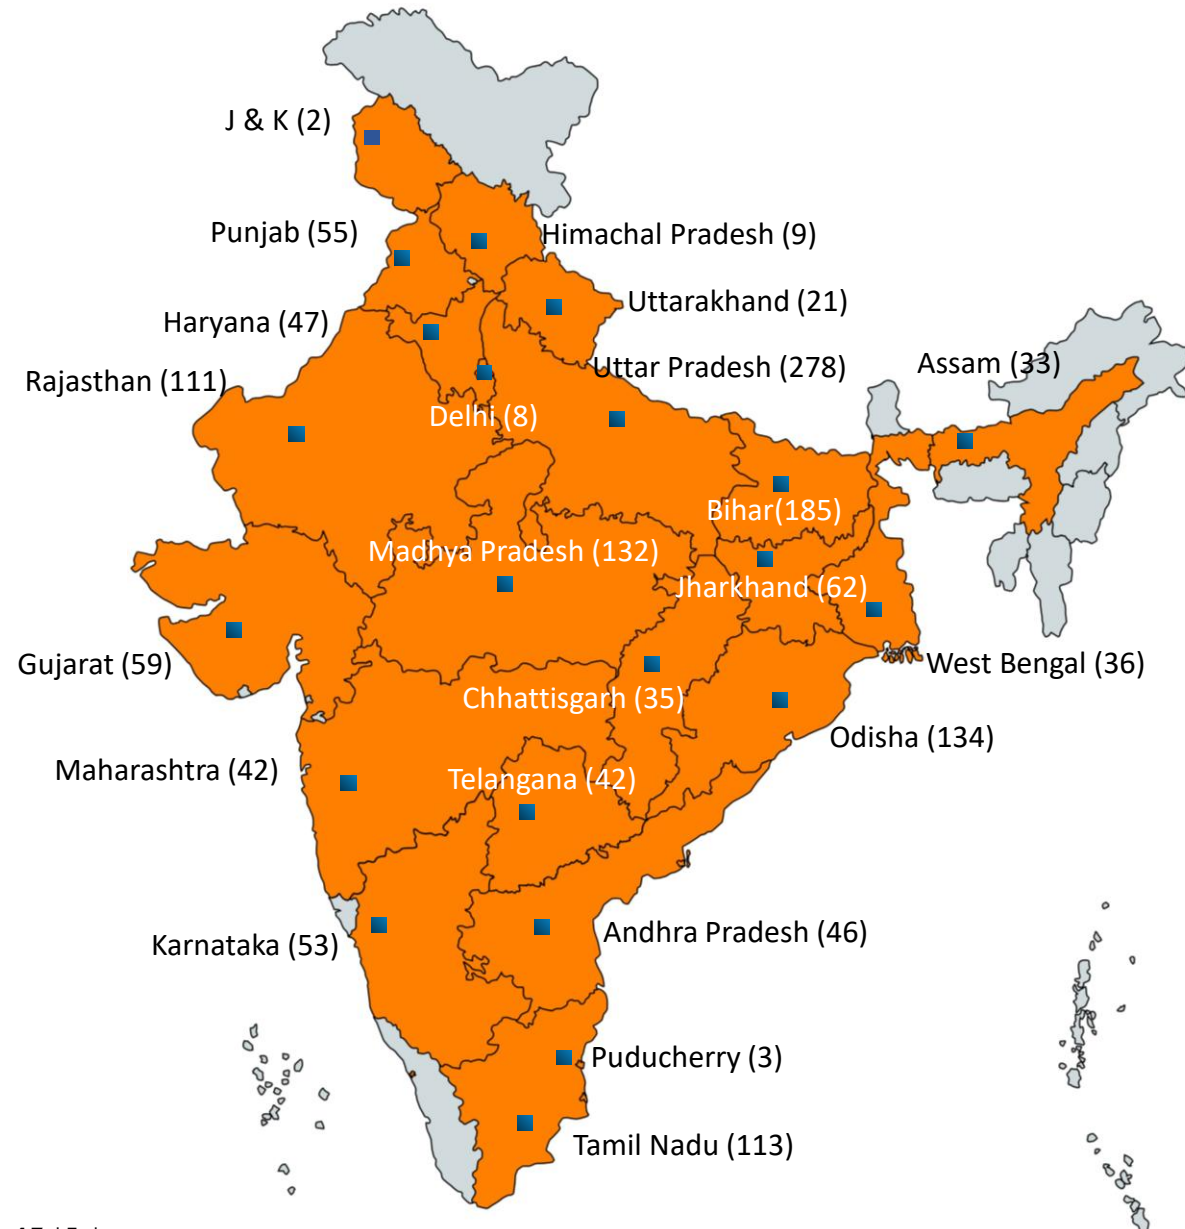 J & K (2)
Punjab (55)
Himachal Pradesh (9)
Uttarakhand (21)
Haryana (47)
Uttar Pradesh (278)
Assam (33)
Rajasthan (111)
Delhi (8)
Bihar(185)
Madhya Pradesh (132)
Jharkhand (62)
Gujarat (59)
West Bengal (36)
Chhattisgarh (35)
Odisha (134)
Maharashtra (42)
Telangana (42)
Andhra Pradesh (46)
Karnataka (53)
Puducherry (3)
Tamil Nadu (113)